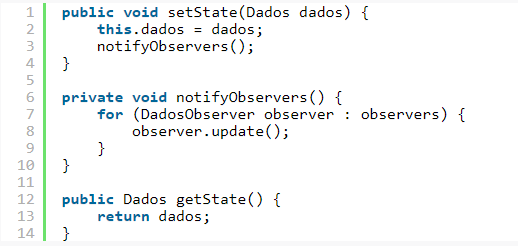 1 public void setState(Dados dados) {
2     this.dados = dados;
3     notifyObservers();
4 }
5
6 private void notifyObservers() {
7     for (DadosObserver observer : observers) {
8         observer.update();
9     }
10 }
11
12 public Dados getState() {
13     return dados;
14 }